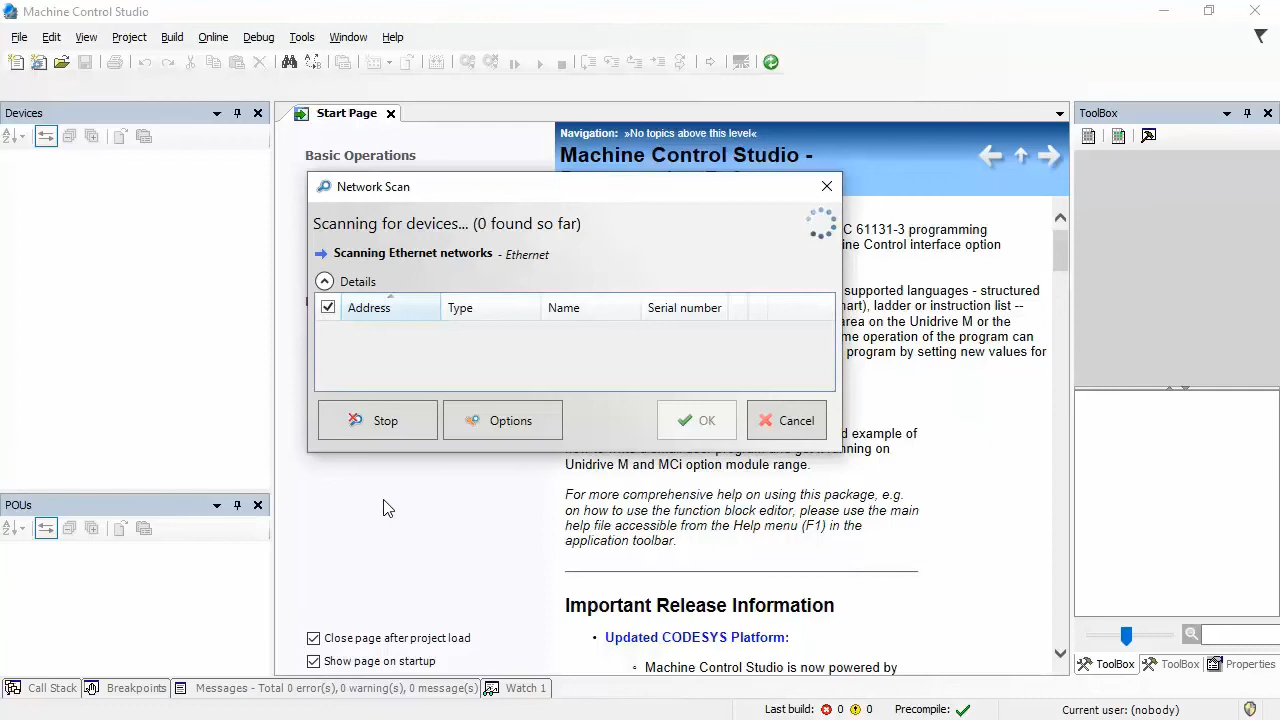 Machine Control Studio
File Edit View Project Build Online Debug Tools Window Help
Devices
Start Page
ToolBox
Navigation: »No topics above this level«
Basic Operations
Machine Control Studio -
Network Scan
Scanning for devices... (0 found so far)
C 61131-3 programming
ine Control interface option
Scanning Ethernet networks - Ethernet
Details
supported languages - structured
Address Type Name Serial number
nart), ladder or instruction list --
area on the Unidrive M or the
me operation of the program can
program by setting new values for
Stop Options OK Cancel
d example of
Unidrive M and MCi option module range.
For more comprehensive help on using this package, e.g.
on how to use the function block editor, please use the main
help file accessible from the Help menu (F1) in the
application toolbar.
POUs
Important Release Information
• Updated CODESYS Platform:
Machine Control Studio is now powered by
Close page after project load
Show page on startup
ToolBox ToolBox Properties
Call Stack Breakpoints Messages - Total 0 error(s), 0 warning(s), 0 message(s) Watch 1
Last build: 0 0 Precompile: Current user: (nobody)